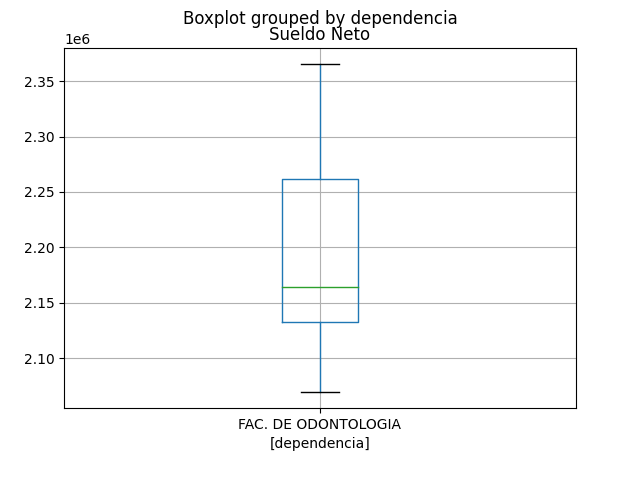 Boxplot grouped by dependencia
Sueldo Neto
1e6
2.35
2.30
2.25
2.20
2.15
2.10
FAC. DE ODONTOLOGIA
[dependencia]